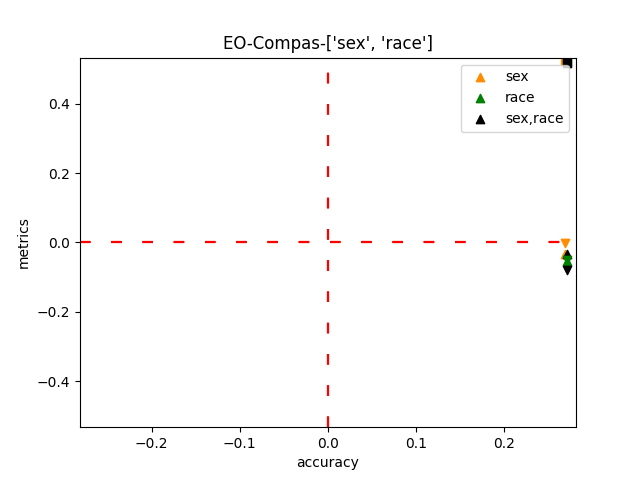 EO-Compas-['sex', 'race']
sex
race
sex,race
0.4
0.2
0.0
−0.2
−0.4
metrics
−0.2
−0.1
0.0
0.1
0.2
accuracy